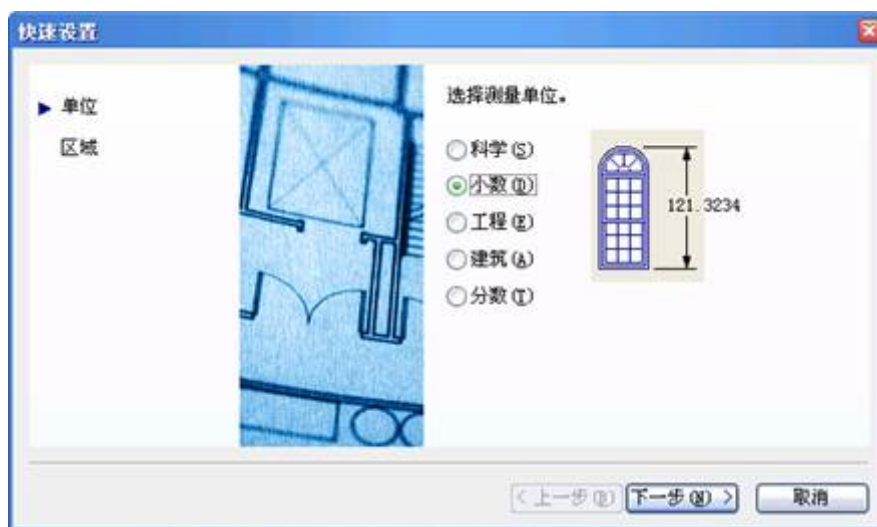 快速设置
单位
区域
选择测量单位。
科学(S)
小数(D)
工程(E)
建筑(A)
分数(T)
121.3234
< 上一步(B)
下一步(N) >
取消